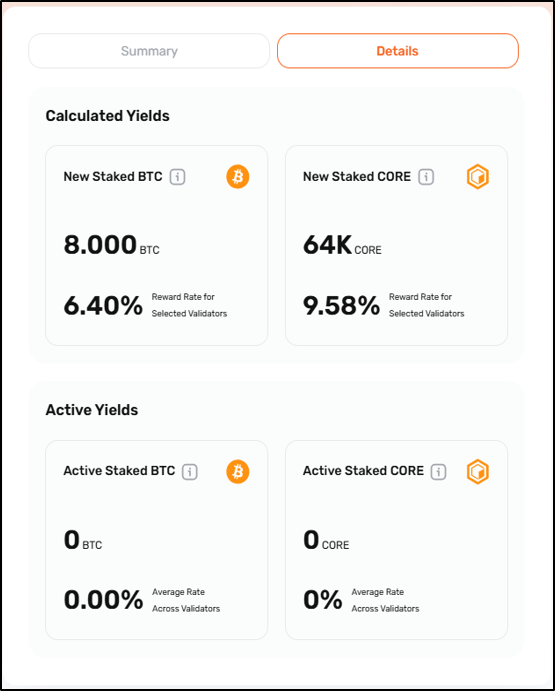 Summary
Details
Calculated Yields
New Staked BTC
8.000 BTC
6.40%
Reward Rate for
Selected Validators
New Staked CORE
64K CORE
9.58%
Reward Rate for
Selected Validators
Active Yields
Active Staked BTC
0 BTC
0.00%
Average Rate
Across Validators
Active Staked CORE
0 CORE
0%
Average Rate
Across Validators